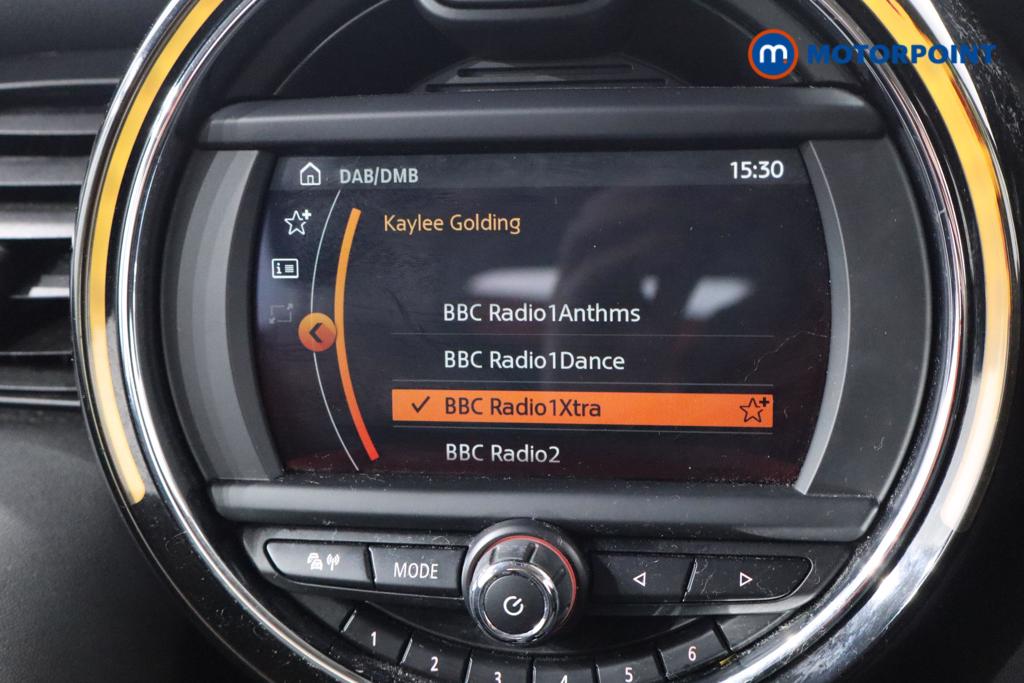 m MOTORPOINT
DAB/DMB 15:30
Kaylee Golding
BBC Radio1Anthms
BBC Radio1Dance
BBC Radio1Xtra
BBC Radio2
MODE
1 2 3 4 5 6